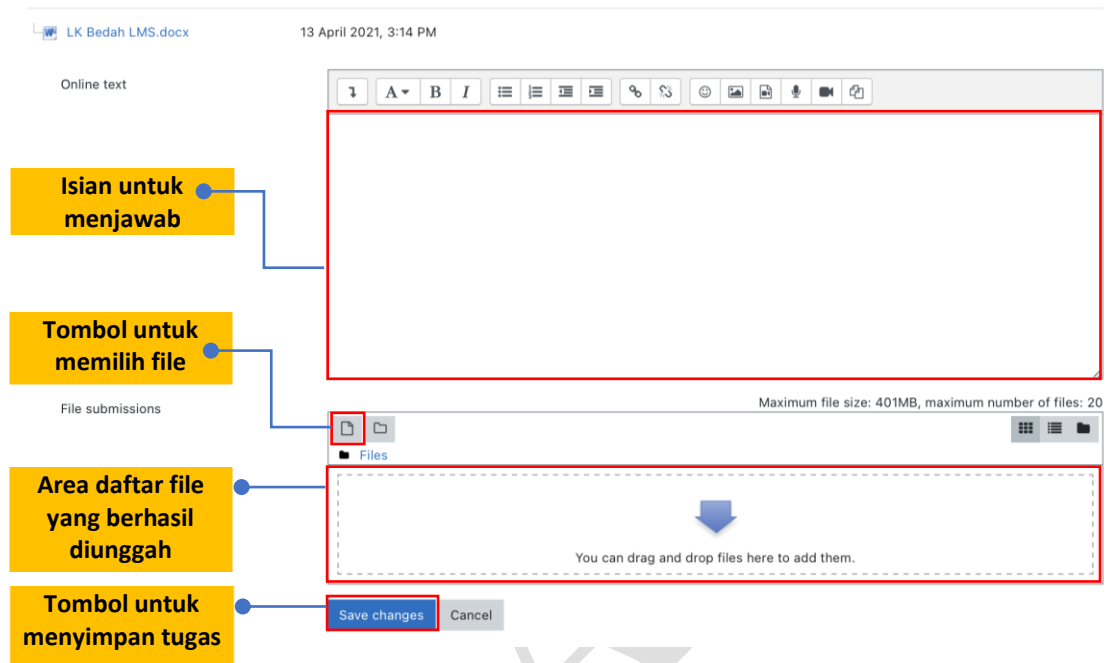 LK Bedah LMS.docx 13 April 2021, 3:14 PM
Online text
A B I
Isian untuk
menjawab
Tombol untuk
memilih file
File submissions
Maximum file size: 401MB, maximum number of files: 20
Files
Area daftar file
yang berhasil
diunggah
You can drag and drop files here to add them.
Tombol untuk
menyimpan tugas
Save changes Cancel